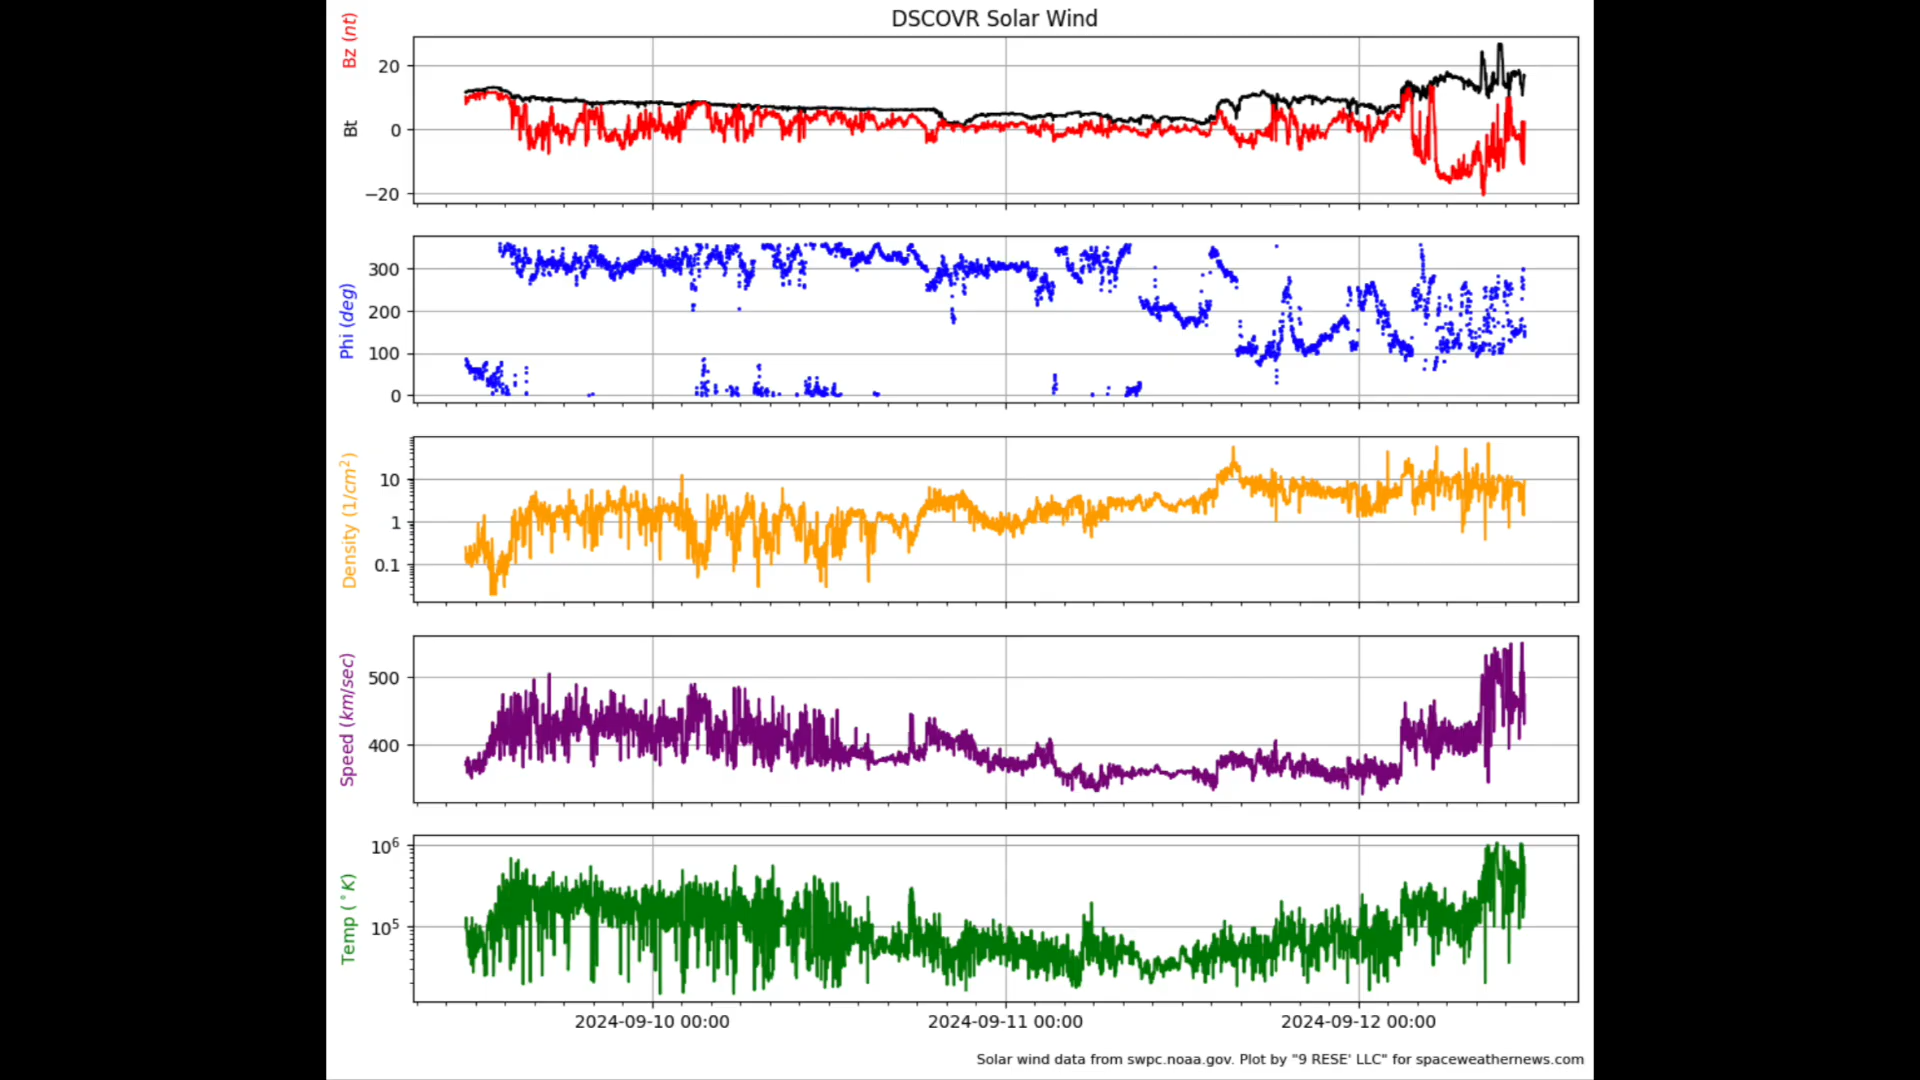 DSCOVR Solar Wind
Bz (nt)
Bt
20
0
−20
Phi (deg)
300
200
100
0
Density (1/cm²)
10
1
0.1
Speed (km/sec)
500
400
Temp (°K)
10⁶
10⁵
2024-09-10 00:00
2024-09-11 00:00
2024-09-12 00:00
Solar wind data from swpc.noaa.gov. Plot by "9 RESE' LLC" for spaceweathernews.com